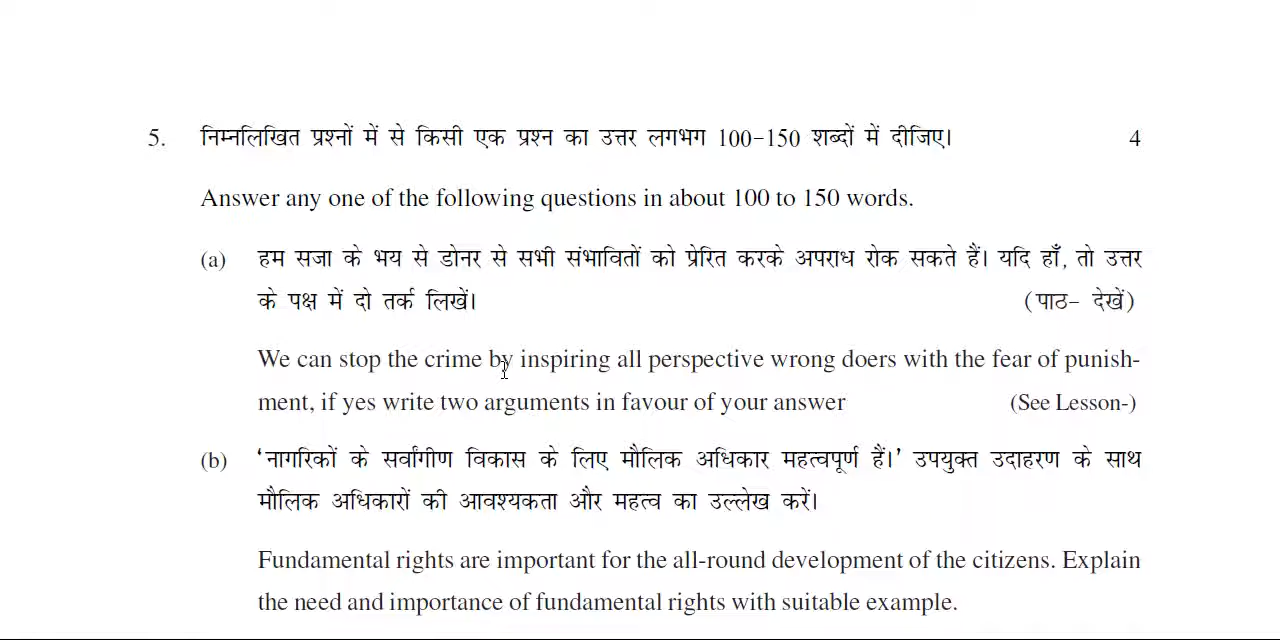 5. निम्नलिखित प्रश्नों में से किसी एक प्रश्न का उत्तर लगभग 100-150 शब्दों में दीजिए। 4
Answer any one of the following questions in about 100 to 150 words.
(a) हम सजा के भय से डोनर से सभी संभावितों को प्रेरित करके अपराध रोक सकते हैं। यदि हाँ, तो उत्तर
के पक्ष में दो तर्क लिखें। (पाठ- देखें)
We can stop the crime by inspiring all perspective wrong doers with the fear of punish-
ment, if yes write two arguments in favour of your answer (See Lesson-)
(b) 'नागरिकों के सर्वांगीण विकास के लिए मौलिक अधिकार महत्वपूर्ण हैं।' उपयुक्त उदाहरण के साथ
मौलिक अधिकारों की आवश्यकता और महत्व का उल्लेख करें।
Fundamental rights are important for the all-round development of the citizens. Explain
the need and importance of fundamental rights with suitable example.